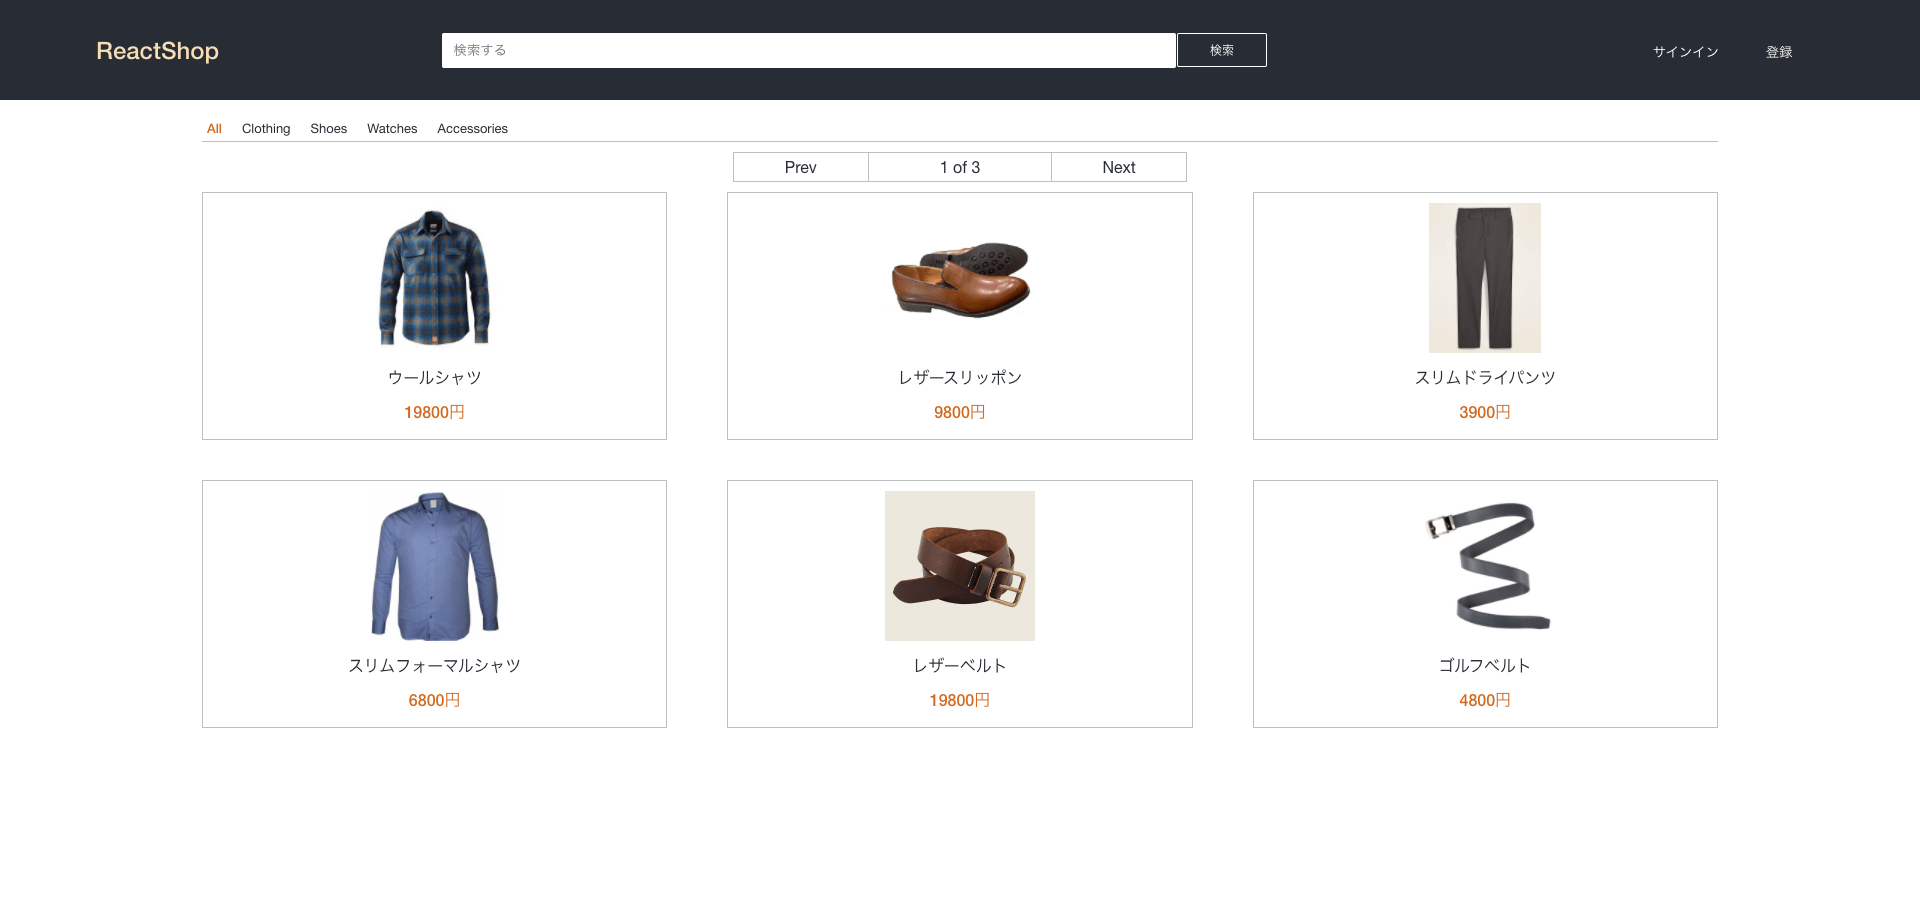 ReactShop
検索する
検索
サインイン
登録
All Clothing Shoes Watches Accessories
Prev
1 of 3
Next
ウールシャツ
19800円
レザースリッポン
9800円
スリムドライパンツ
3900円
スリムフォーマルシャツ
6800円
レザーベルト
19800円
ゴルフベルト
4800円